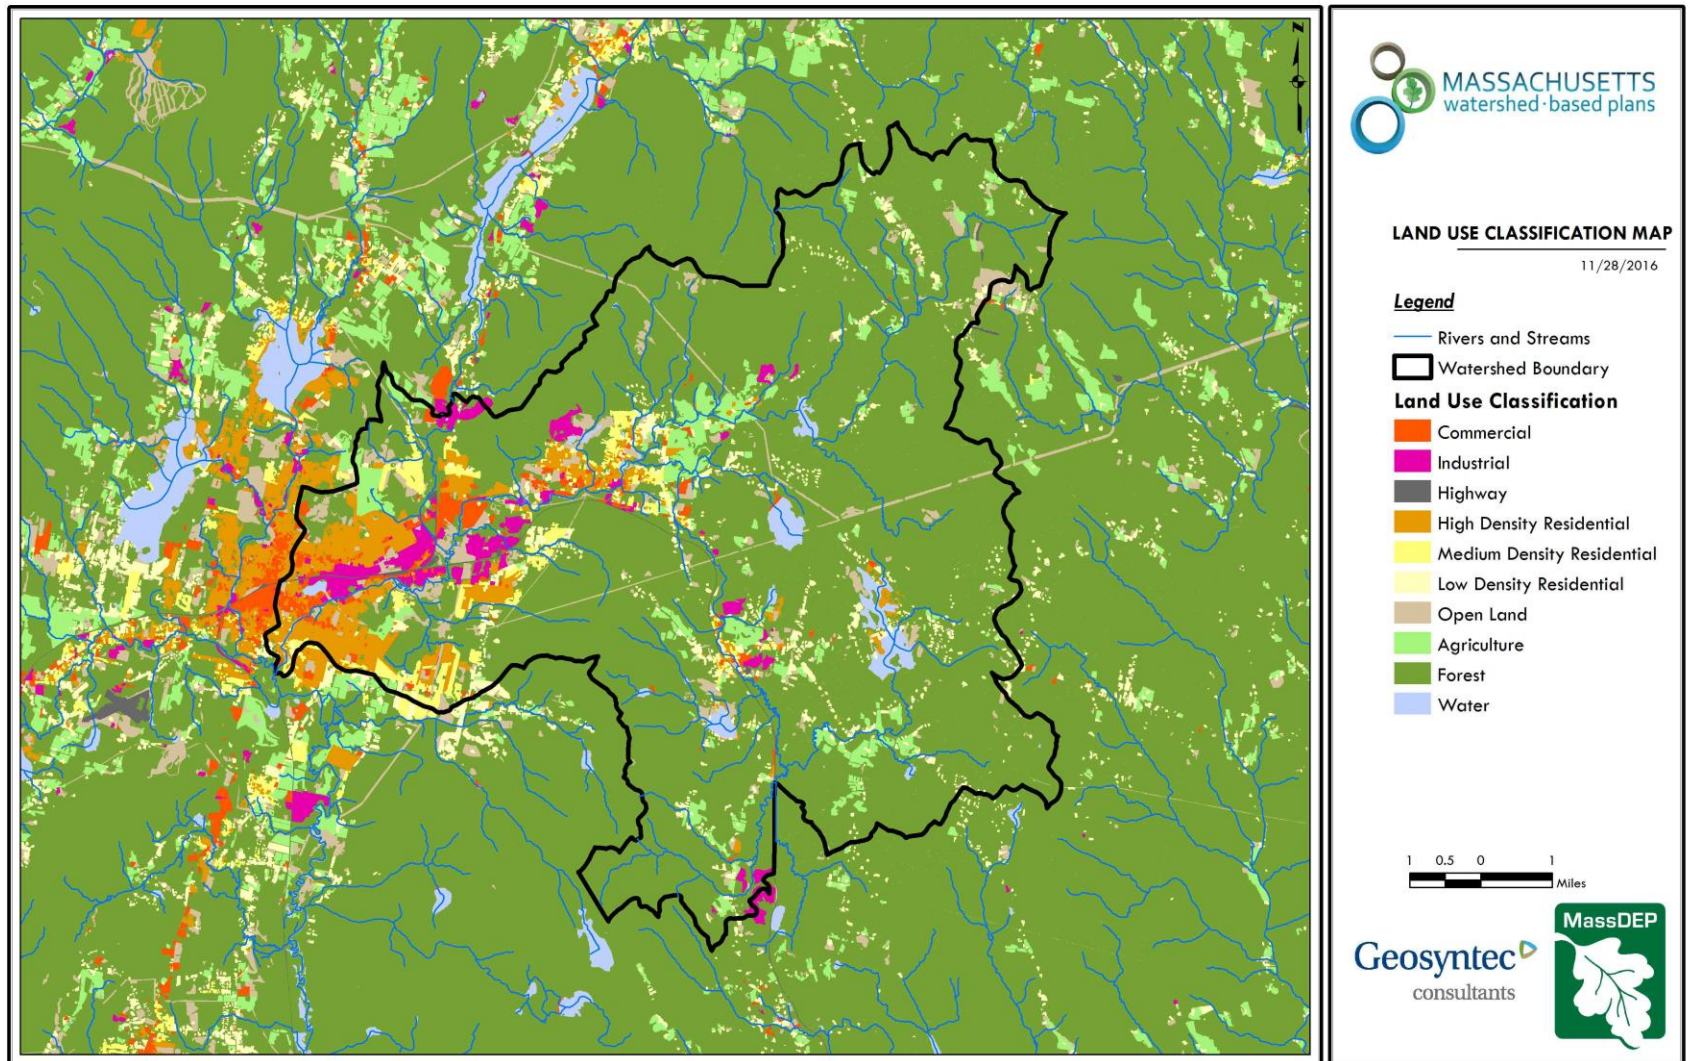 N
MASSACHUSETTS
watershed·based plans
LAND USE CLASSIFICATION MAP
11/28/2016
Legend
Rivers and Streams
Watershed Boundary
Land Use Classification
Commercial
Industrial
Highway
High Density Residential
Medium Density Residential
Low Density Residential
Open Land
Agriculture
Forest
Water
1 0.5 0 1
Miles
Geosyntec
consultants
MassDEP